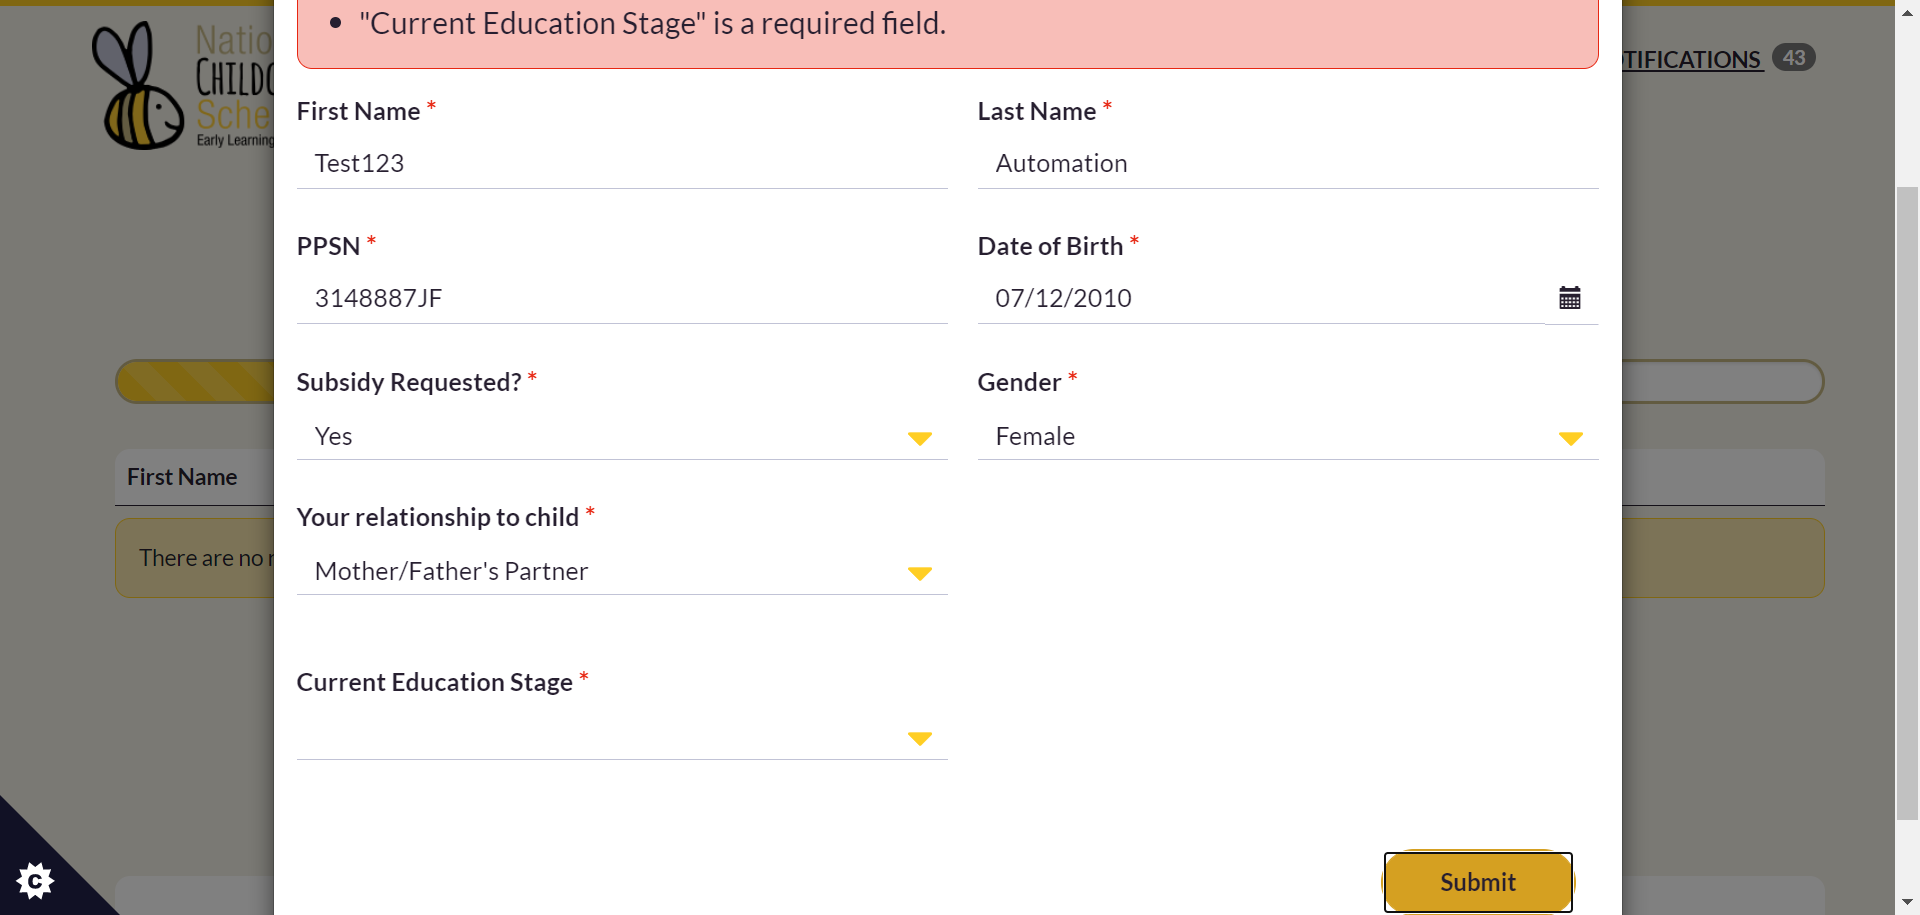 • "Current Education Stage" is a required field.
Natio
CHILDC
Sche
Early Learning
TIFICATIONS 43
First Name *
Last Name *
Test123
Automation
PPSN *
Date of Birth *
3148887JF
07/12/2010
Subsidy Requested? *
Gender *
Yes
Female
First Name
Your relationship to child *
There are no r
Mother/Father's Partner
Current Education Stage *
C
Submit